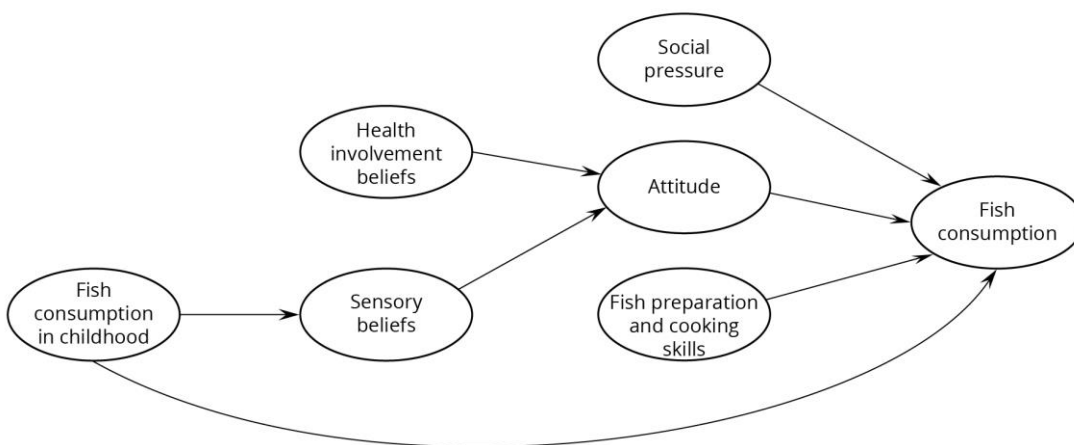 Social
pressure
Health
involvement
beliefs
Attitude
Fish
consumption
Fish
consumption
in childhood
Sensory
beliefs
Fish preparation
and cooking
skills